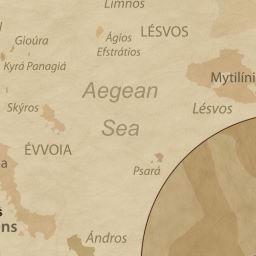 Límnos
LÉSVOS
Gioúra
Ágios
Efstrátios
Kyrá Panagiá
Mytilíni
Aegean
Sea
Skýros
Lésvos
ÉVVOIA
Psará
Ándros